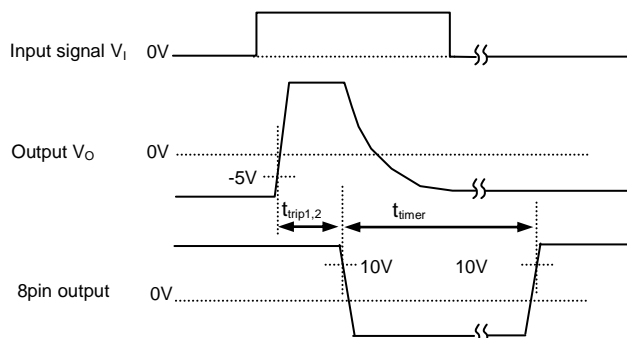 Input signal VI 0V
Output VO 0V
-5V
ttrip1,2 ttimer
10V 10V
8pin output 0V